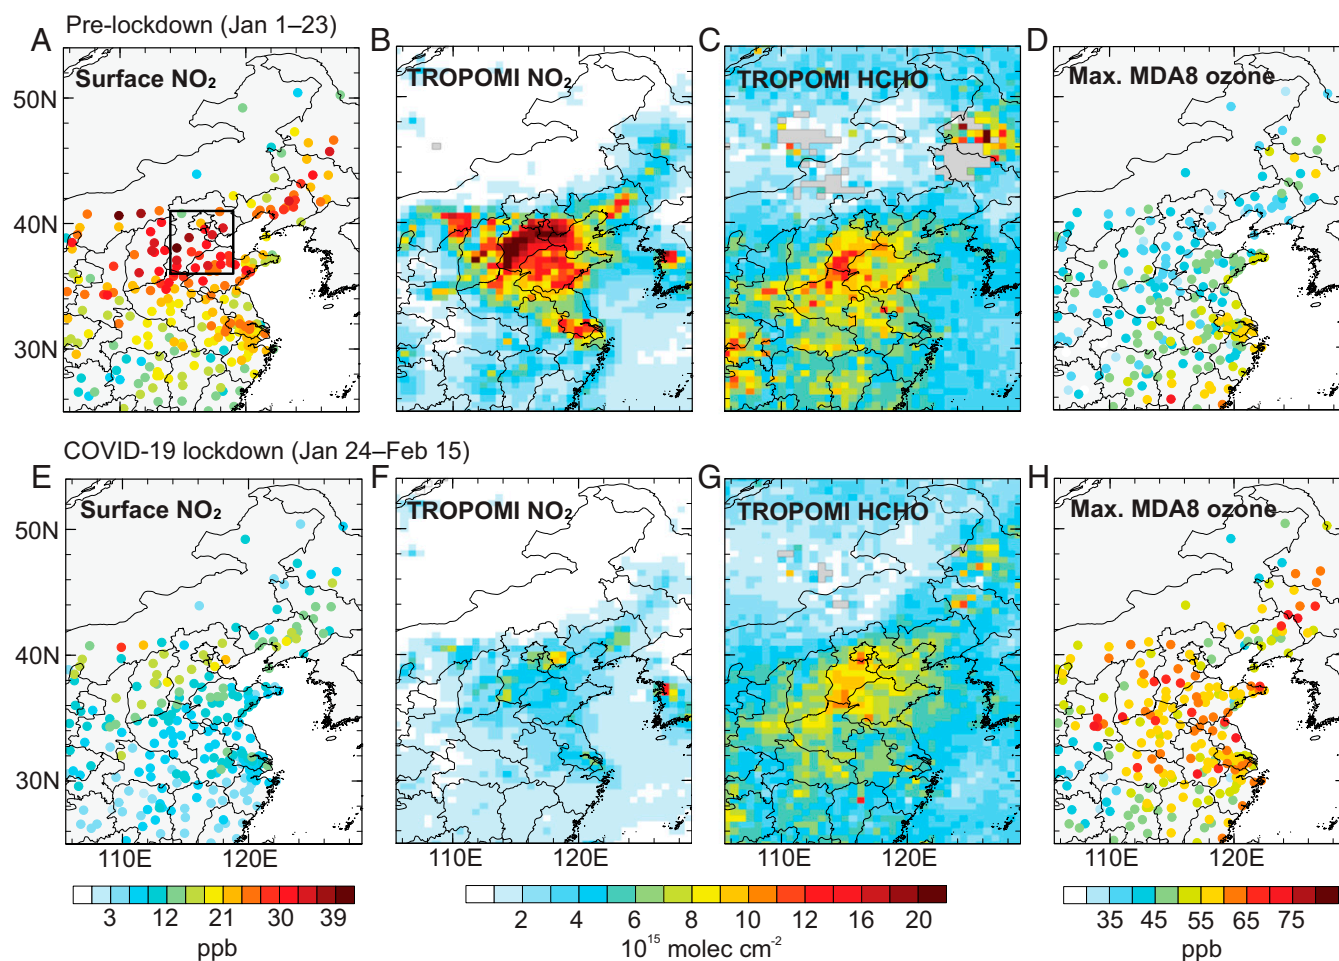 Pre-lockdown (Jan 1–23)
A B C D
Surface NO₂ TROPOMI NO₂ TROPOMI HCHO Max. MDA8 ozone
50N
40N
30N
COVID-19 lockdown (Jan 24–Feb 15)
E F G H
Surface NO₂ TROPOMI NO₂ TROPOMI HCHO Max. MDA8 ozone
50N
40N
30N
110E 120E 110E 120E 110E 120E 110E 120E
3 12 21 30 39 2 4 6 8 10 12 16 20 35 45 55 65 75
ppb 10¹⁵ molec cm⁻² ppb